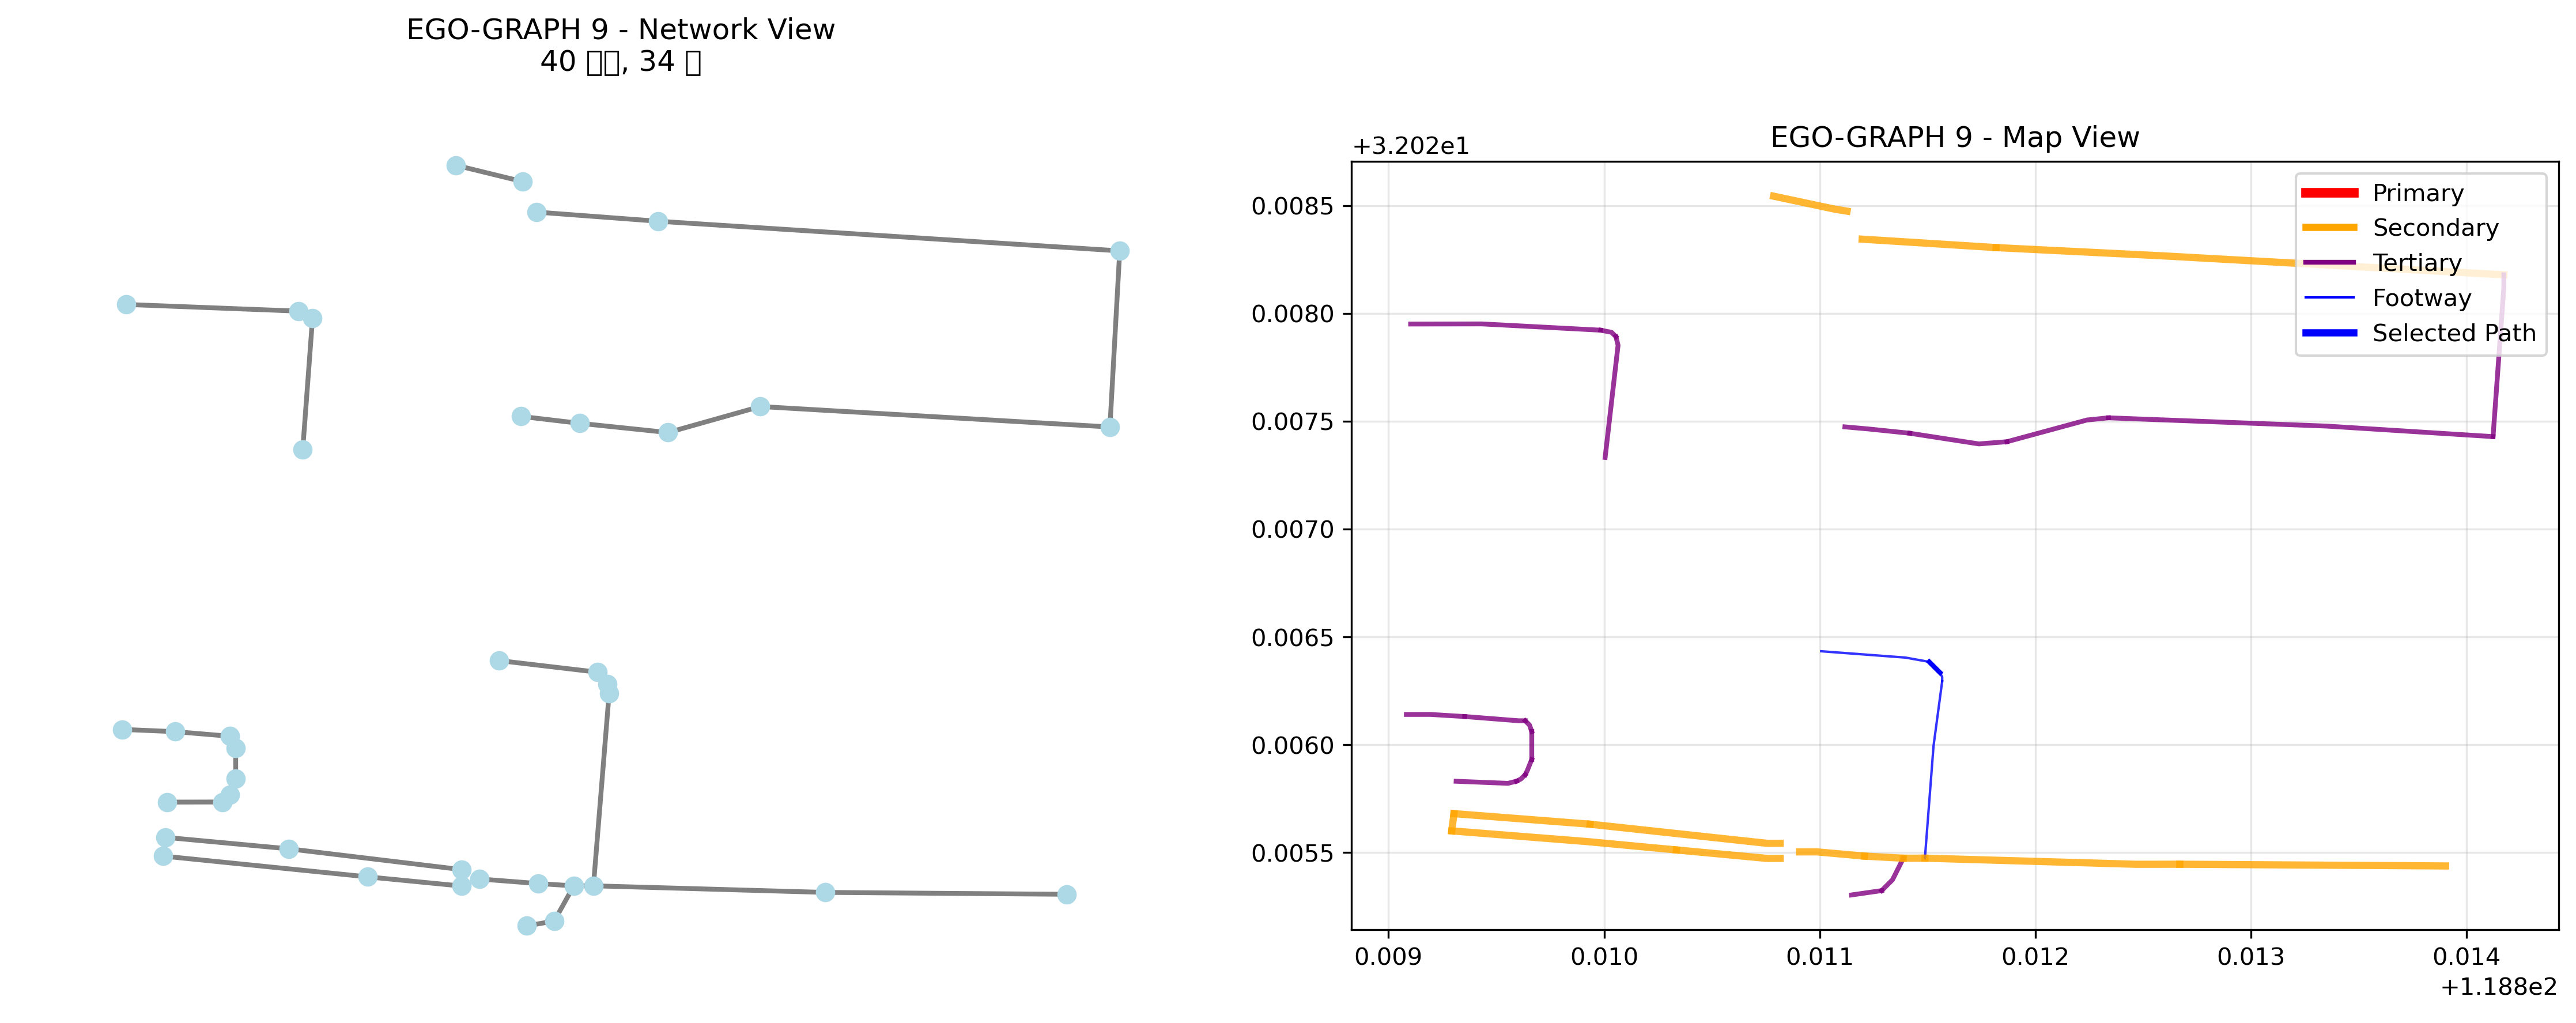 EGO-GRAPH 9 - Network View
40 , 34
EGO-GRAPH 9 - Map View
+3.202e1
Primary
Secondary
Tertiary
Footway
Selected Path
0.0085
0.0080
0.0075
0.0070
0.0065
0.0060
0.0055
0.009 0.010 0.011 0.012 0.013 0.014
+1.188e2